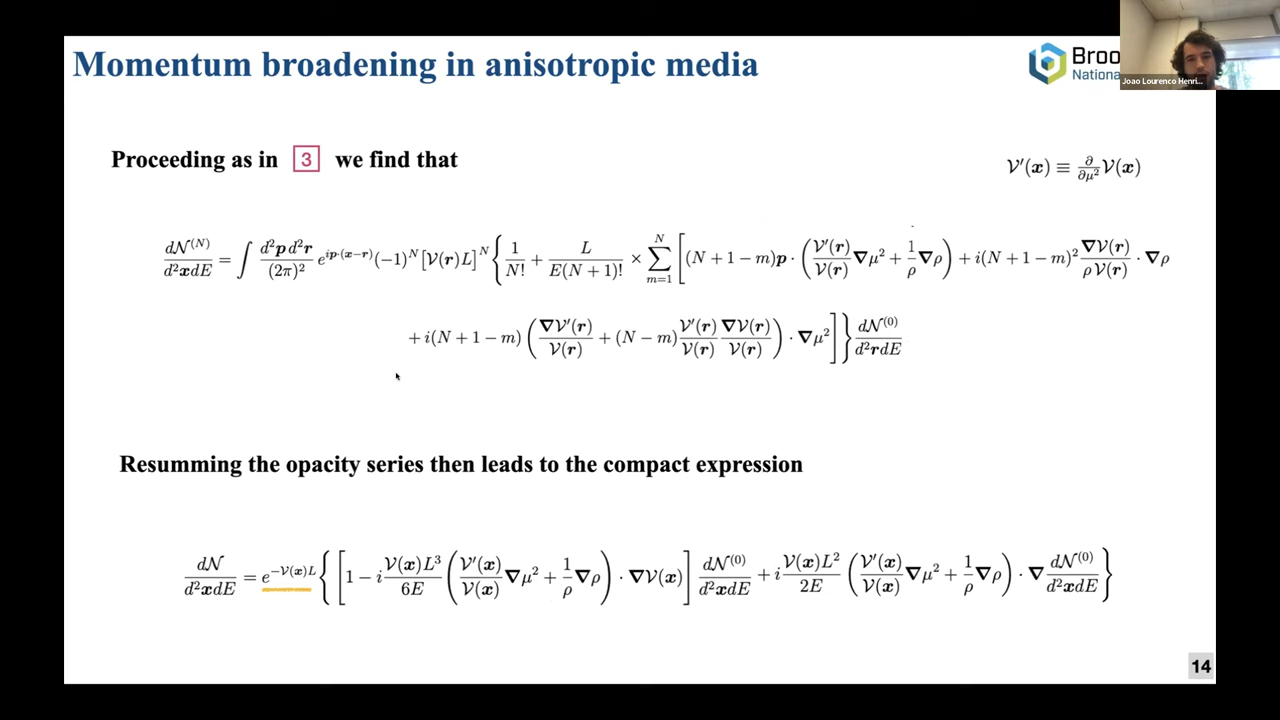 Momentum broadening in anisotropic media
Broo
Nationa
Joao Lourenco Henri...
Proceeding as in 3 we find that
𝒱′(𝒙) ≡ ∂/∂μ² 𝒱(𝒙)
d𝒩^(N)/d²𝒙dE = ∫ d²𝒑 d²𝒓/(2π)² e^{i𝒑·(𝒙−𝒓)} (−1)^N [𝒱(𝒓)L]^N { 1/N! + L/E(N+1)! × ∑_{m=1}^{N} [ (N+1−m)𝒑 · ( 𝒱′(𝒓)/𝒱(𝒓) ∇μ² + 1/ρ ∇ρ ) + i(N+1−m)² ∇𝒱(𝒓)/ρ𝒱(𝒓) · ∇ρ
+ i(N+1−m) ( ∇𝒱′(𝒓)/𝒱(𝒓) + (N−m) 𝒱′(𝒓)/𝒱(𝒓) ∇𝒱(𝒓)/𝒱(𝒓) ) · ∇μ² ] } d𝒩^(0)/d²𝒓dE
Resumming the opacity series then leads to the compact expression
d𝒩/d²𝒙dE = e^{−𝒱(𝒙)L} { [ 1 − i 𝒱(𝒙)L³/6E ( 𝒱′(𝒙)/𝒱(𝒙) ∇μ² + 1/ρ ∇ρ ) · ∇𝒱(𝒙) ] d𝒩^(0)/d²𝒙dE + i 𝒱(𝒙)L²/2E ( 𝒱′(𝒙)/𝒱(𝒙) ∇μ² + 1/ρ ∇ρ ) · ∇ d𝒩^(0)/d²𝒙dE }
14